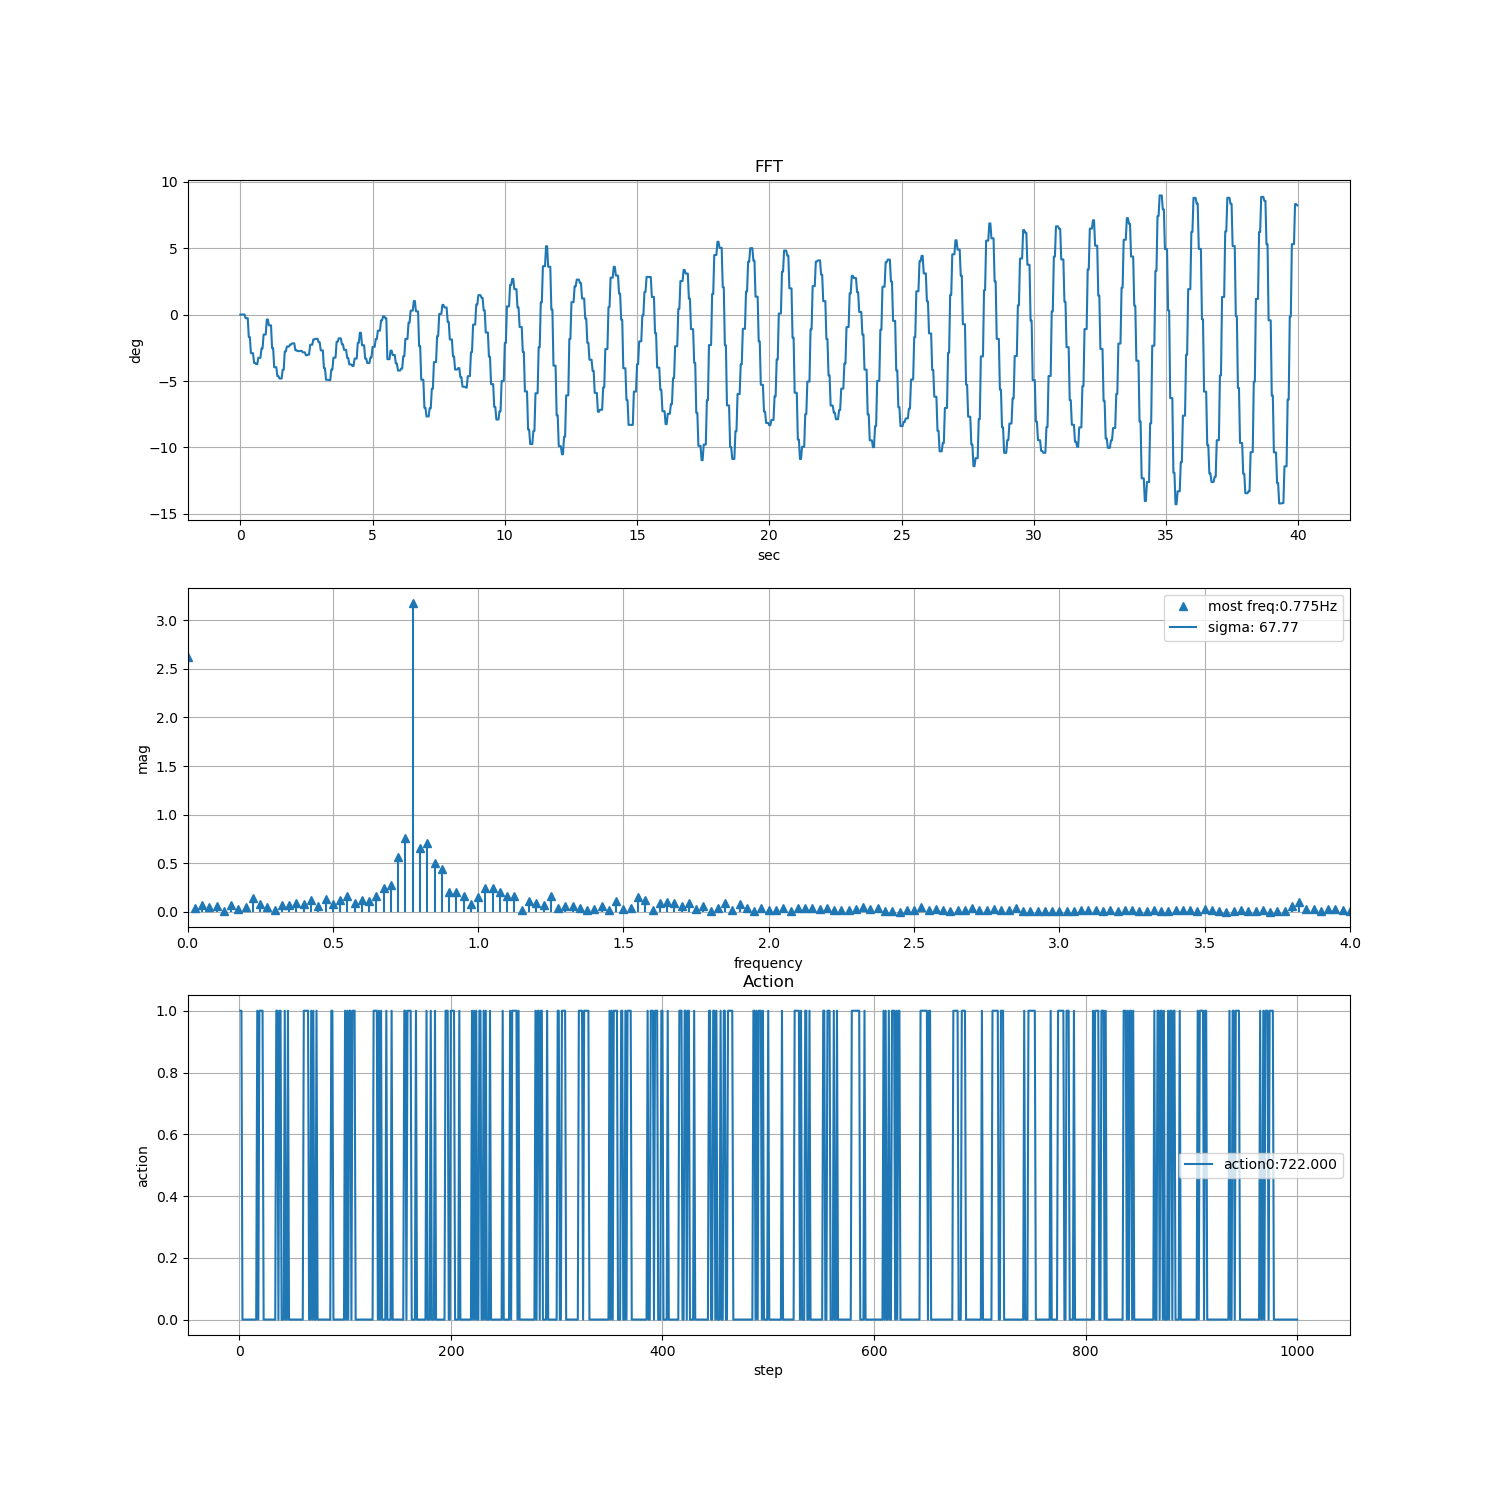 FFT
10
5
0
−5
−10
−15
deg
0 5 10 15 20 25 30 35 40
sec
3.0
2.5
2.0
1.5
1.0
0.5
0.0
mag
most freq:0.775Hz
sigma: 67.77
0.0 0.5 1.0 1.5 2.0 2.5 3.0 3.5 4.0
frequency
Action
1.0
0.8
0.6
0.4
0.2
0.0
action
action0:722.000
0 200 400 600 800 1000
step